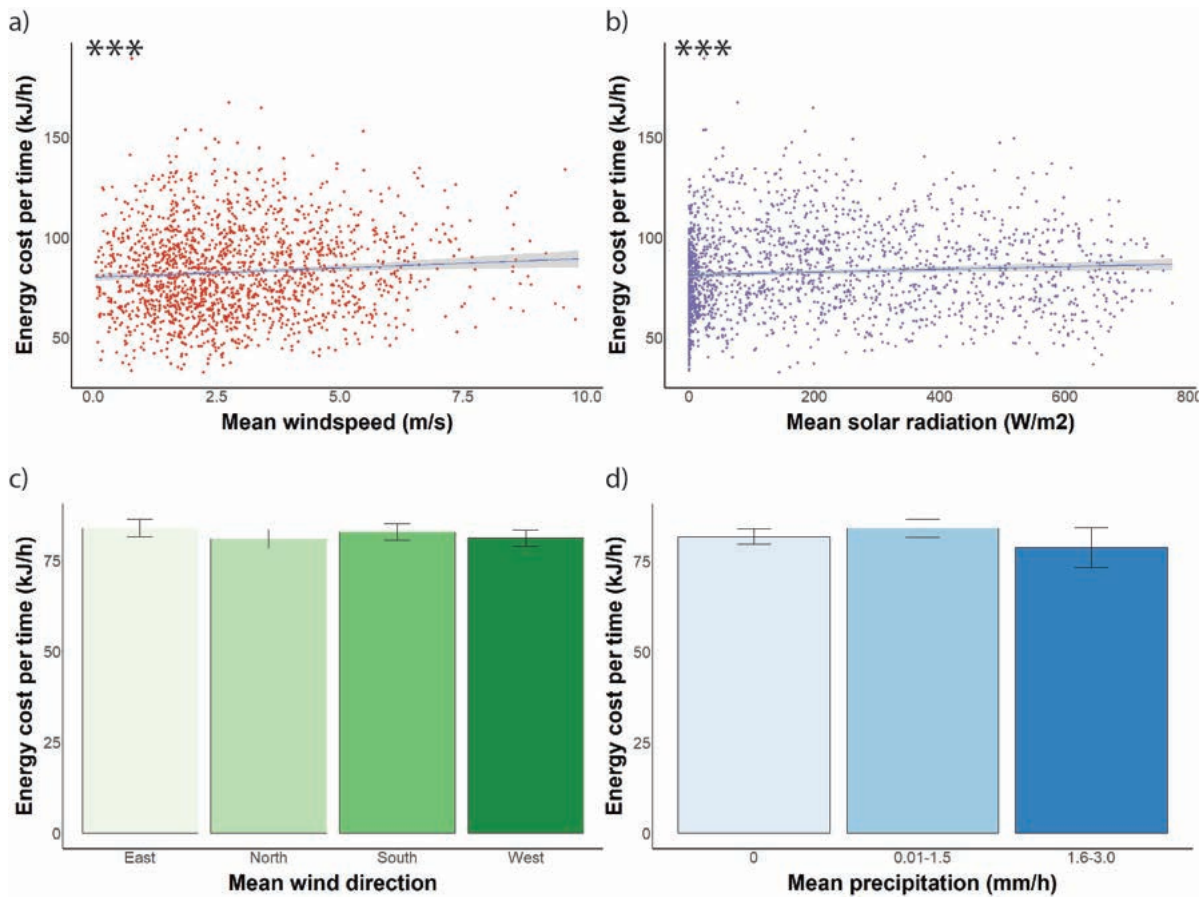 a)
***
Energy cost per time (kJ/h)
150
100
50
0.0 2.5 5.0 7.5 10.0
Mean windspeed (m/s)
b)
***
Energy cost per time (kJ/h)
150
100
50
0 200 400 600 800
Mean solar radiation (W/m2)
c)
Energy cost per time (kJ/h)
75
50
25
0
East North South West
Mean wind direction
d)
Energy cost per time (kJ/h)
75
50
25
0
0 0.01-1.5 1.6-3.0
Mean precipitation (mm/h)